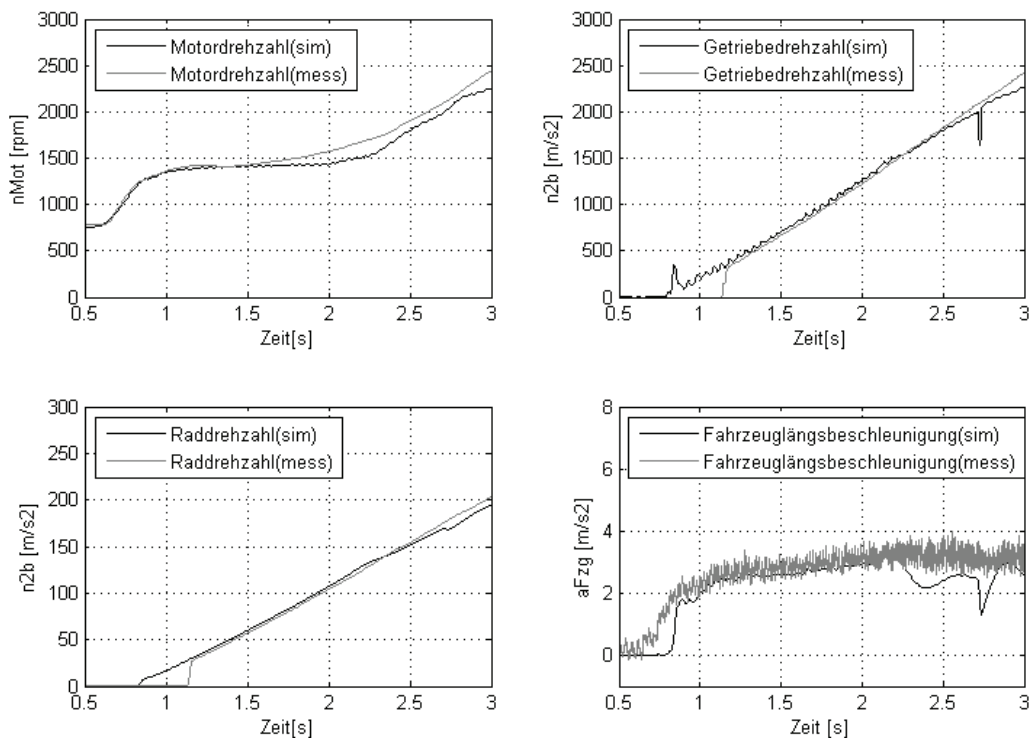 3000
2500
2000
1500
1000
500
0
nMot [rpm]
Motordrehzahl(sim)
Motordrehzahl(mess)
0.5 1 1.5 2 2.5 3
Zeit[s]
3000
2500
2000
1500
1000
500
0
n2b [m/s2]
Getriebedrehzahl(sim)
Getriebedrehzahl(mess)
0.5 1 1.5 2 2.5 3
Zeit[s]
300
250
200
150
100
50
0
n2b [m/s2]
Raddrehzahl(sim)
Raddrehzahl(mess)
0.5 1 1.5 2 2.5 3
Zeit[s]
8
6
4
2
0
aFzg [m/s2]
Fahrzeuglängsbeschleunigung(sim)
Fahrzeuglängsbeschleunigung(mess)
0.5 1 1.5 2 2.5 3
Zeit [s]